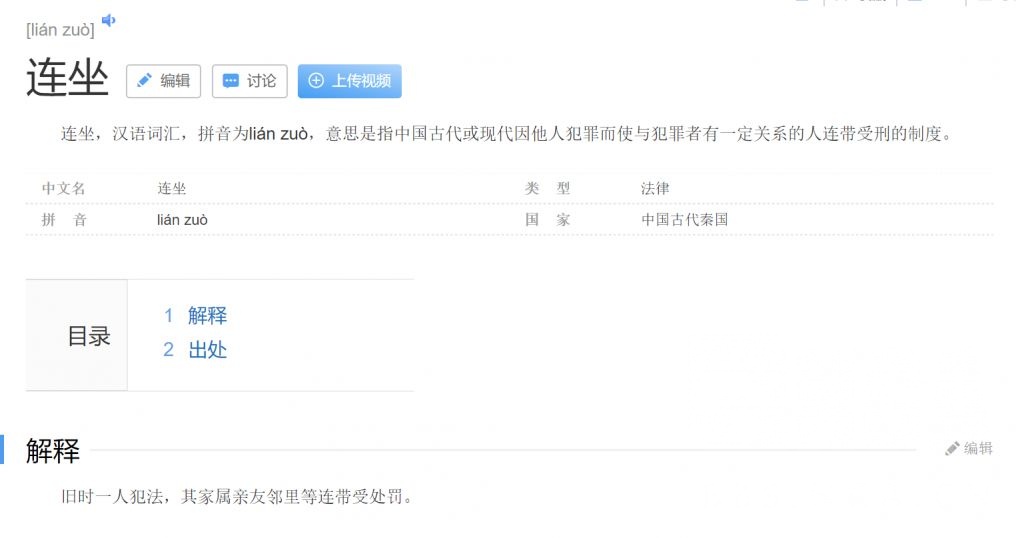 [lián zuò]
连坐 编辑 讨论 上传视频
连坐，汉语词汇，拼音为lián zuò，意思是指中国古代或现代因他人犯罪而使与犯罪者有一定关系的人连带受刑的制度。
中文名 连坐 类 型 法律
拼 音 lián zuò 国 家 中国古代秦国
目录
1 解释
2 出处
解释 编辑
旧时一人犯法，其家属亲友邻里等连带受处罚。